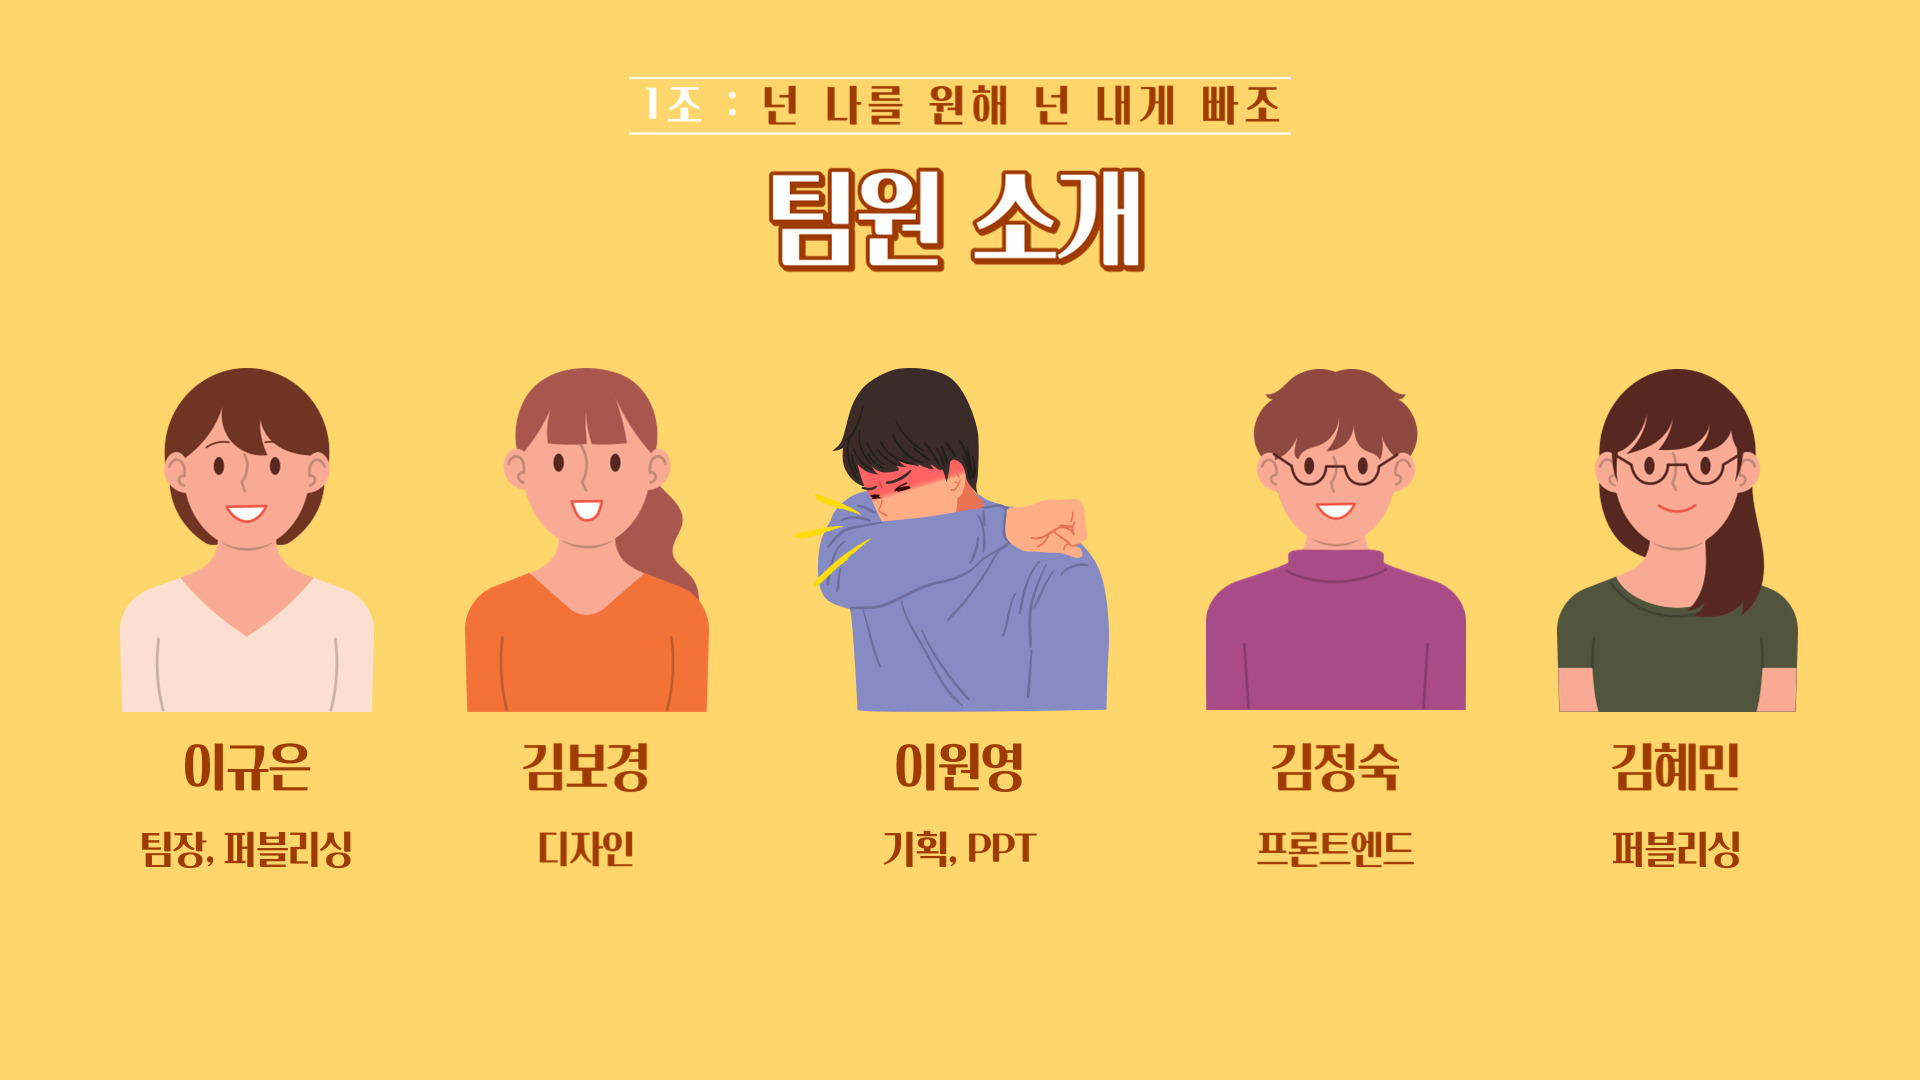 1조 : 넌 나를 원해 넌 내게 빠조
팀원 소개
이규은
팀장, 퍼블리싱
김보경
디자인
이원영
기획, PPT
김정숙
프론트엔드
김혜민
퍼블리싱